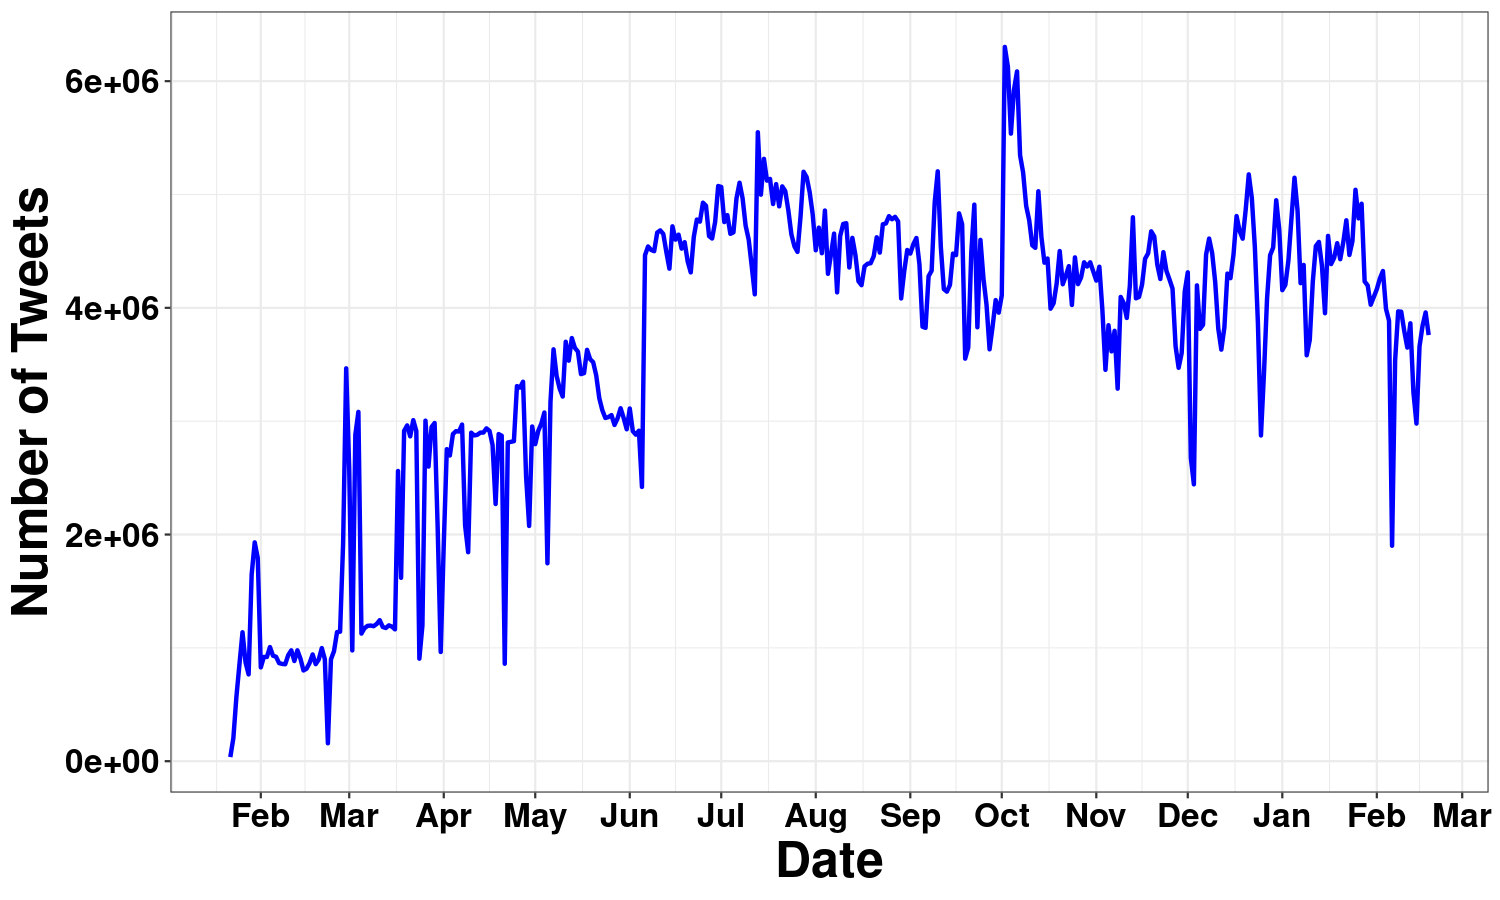 Number of Tweets
6e+06
4e+06
2e+06
0e+00
Feb Mar Apr May Jun Jul Aug Sep Oct Nov Dec Jan Feb Mar
Date